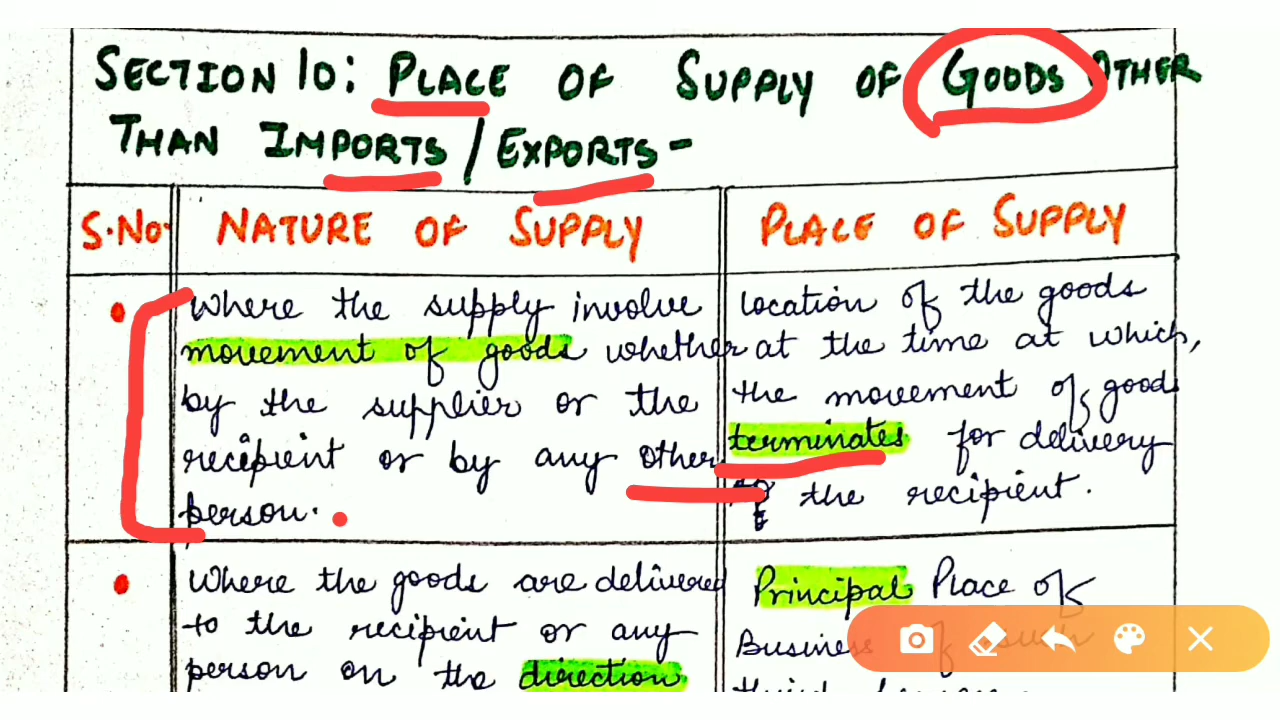 SECTION 10: PLACE OF SUPPLY OF GOODS OTHER
THAN IMPORTS / EXPORTS -
S.No. NATURE OF SUPPLY PLACE OF SUPPLY
Where the supply involve
movement of goods whether
by the supplier or the
recipient or by any other
person.
location of the goods
at the time at which,
the movement of goods
terminates for delivery
the recipient.
Where the goods are delivered
to the recipient or any
person on the direction
Principal Place of
Business of such